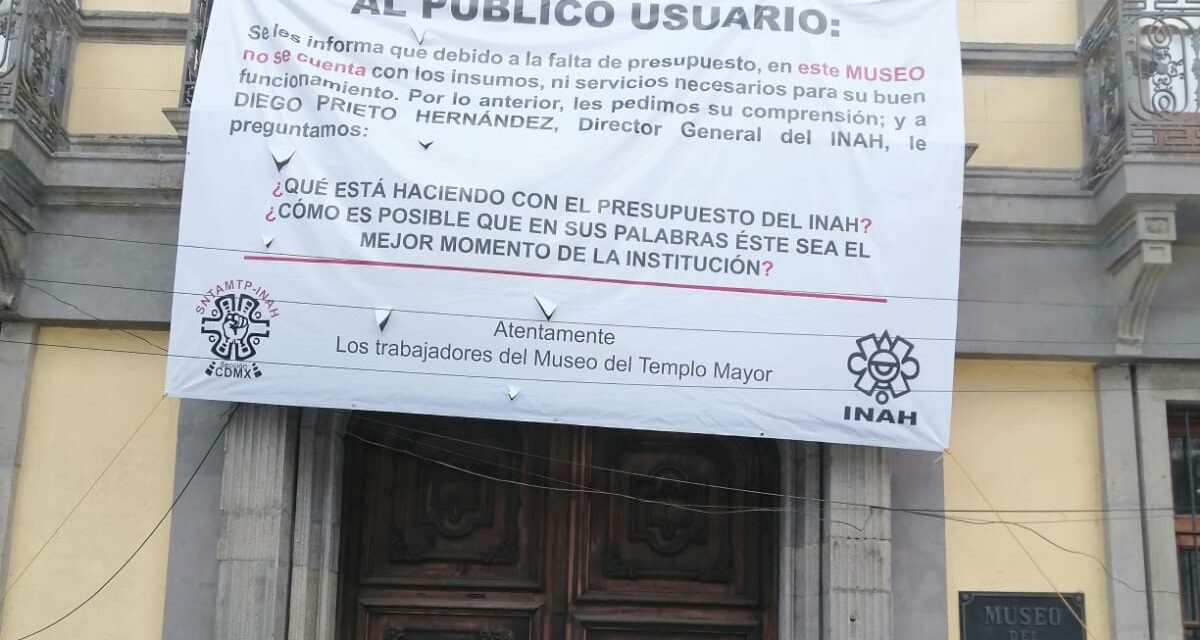 AL PÚBLICO USUARIO:
Se les informa que debido a la falta de presupuesto, en este MUSEO
no se cuenta con los insumos, ni servicios necesarios para su buen
funcionamiento. Por lo anterior, les pedimos su comprensión; y a
DIEGO PRIETO HERNÁNDEZ, Director General del INAH, le
preguntamos:
¿QUÉ ESTÁ HACIENDO CON EL PRESUPUESTO DEL INAH?
¿CÓMO ES POSIBLE QUE EN SUS PALABRAS ÉSTE SEA EL
MEJOR MOMENTO DE LA INSTITUCIÓN?
Atentamente
Los trabajadores del Museo del Templo Mayor
SNTAMTP-INAH
Sección
CDMX
INAH
MUSEO
DEL